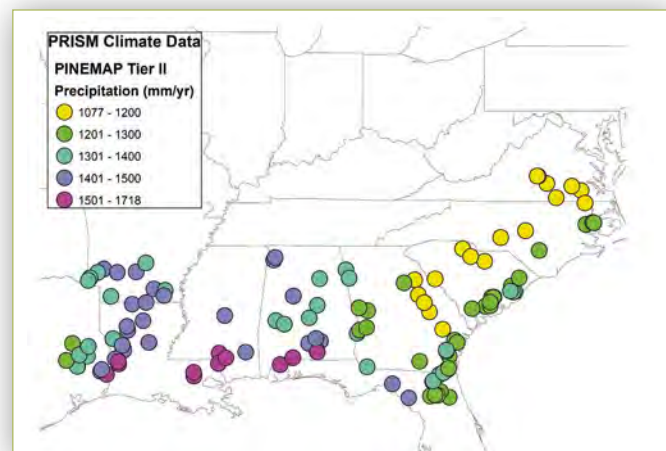 PRISM Climate Data
PINEMAP Tier II
Precipitation (mm/yr)
1077 - 1200
1201 - 1300
1301 - 1400
1401 - 1500
1501 - 1718